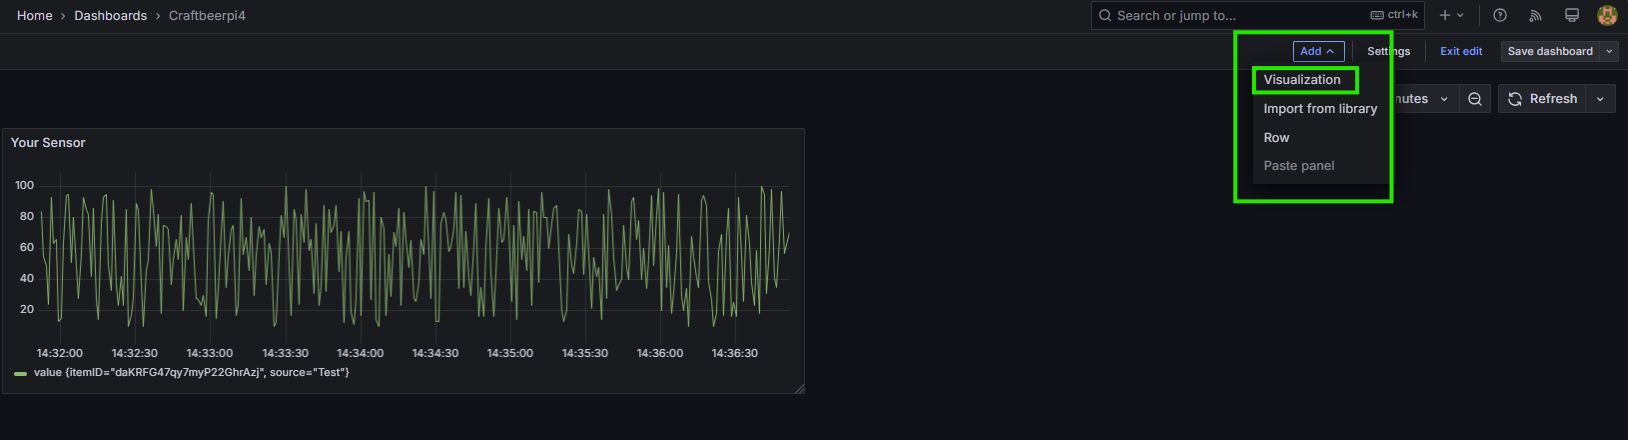 Home › Dashboards › Craftbeerpi4
Search or jump to... ctrl+k
Add Settings Exit edit Save dashboard
Visualization
Import from library
Row
Paste panel
nutes
Refresh
Your Sensor
100
80
60
40
20
14:32:00 14:32:30 14:33:00 14:33:30 14:34:00 14:34:30 14:35:00 14:35:30 14:36:00 14:36:30
value {itemID="daKRFG47qy7myP22GhrAzj", source="Test"}